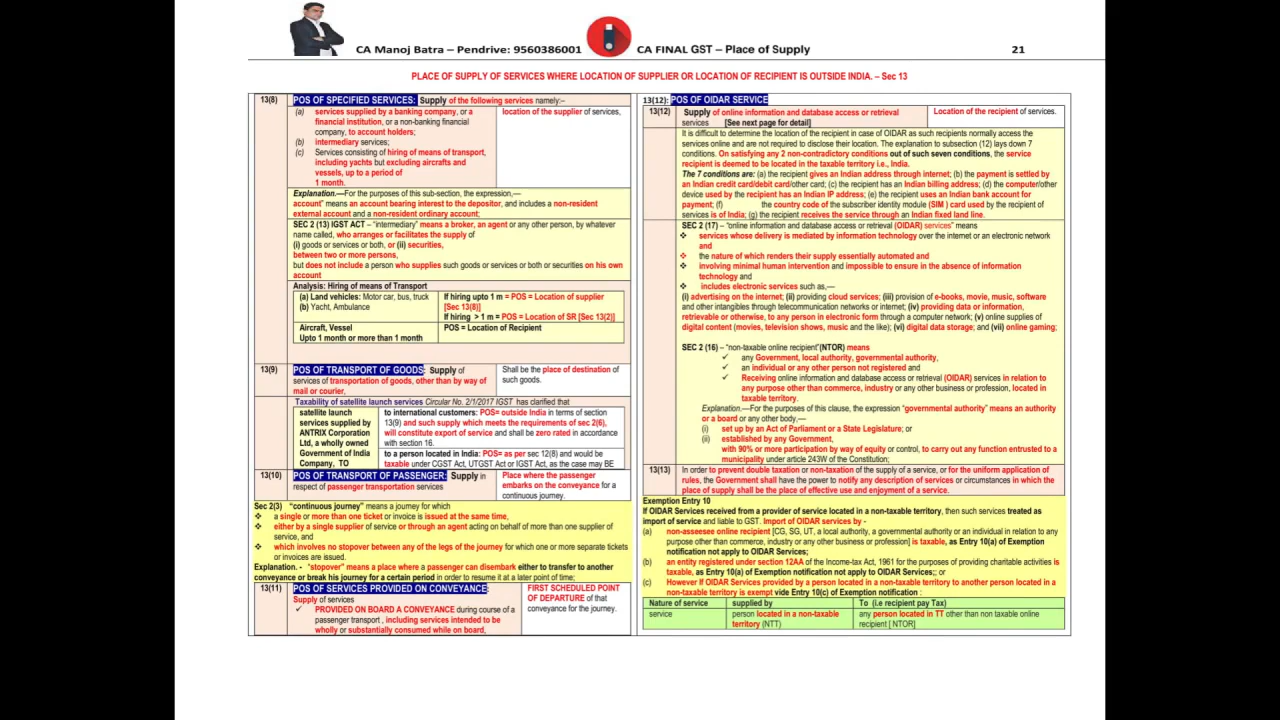 CA Manoj Batra – Pendrive: 9560386001
CA FINAL GST – Place of Supply
21
PLACE OF SUPPLY OF SERVICES WHERE LOCATION OF SUPPLIER OR LOCATION OF RECIPIENT IS OUTSIDE INDIA. – Sec 13
13(8)
POS OF SPECIFIED SERVICES: Supply of the following services namely:–
(a) services supplied by a banking company, or a
financial institution, or a non-banking financial
company, to account holders;
(b) intermediary services;
(c) Services consisting of hiring of means of transport,
including yachts but excluding aircrafts and
vessels, up to a period of
1 month.
location of the supplier of services,
Explanation.—For the purposes of this sub-section, the expression,—
account" means an account bearing interest to the depositor, and includes a non-resident
external account and a non-resident ordinary account;
SEC 2 (13) IGST ACT – "intermediary" means a broker, an agent or any other person, by whatever
name called, who arranges or facilitates the supply of
(i) goods or services or both, or (ii) securities,
between two or more persons,
but does not include a person who supplies such goods or services or both or securities on his own
account
Analysis: Hiring of means of Transport
(a) Land vehicles: Motor car, bus, truck
(b) Yacht, Ambulance
If hiring upto 1 m = POS = Location of supplier
[Sec 13(8)]
If hiring > 1 m = POS = Location of SR [Sec 13(2)]
Aircraft, Vessel
Upto 1 month or more than 1 month
POS = Location of Recipient
13(9)
POS OF TRANSPORT OF GOODS: Supply of
services of transportation of goods, other than by way of
mail or courier,
Shall be the place of destination of
such goods.
Taxability of satellite launch services Circular No. 2/1/2017 IGST has clarified that
satellite launch
services supplied by
ANTRIX Corporation
Ltd, a wholly owned
Government of India
Company, TO
to international customers: POS= outside India in terms of section
13(9) and such supply which meets the requirements of sec 2(6),
will constitute export of service and shall be zero rated in accordance
with section 16.
to a person located in India: POS= as per sec 12(8) and would be
taxable under CGST Act, UTGST Act or IGST Act, as the case may BE
13(10)
POS OF TRANSPORT OF PASSENGER: Supply in
respect of passenger transportation services
Place where the passenger
embarks on the conveyance for a
continuous journey.
Sec 2(3) "continuous journey" means a journey for which
❖ a single or more than one ticket or invoice is issued at the same time,
❖ either by a single supplier of service or through an agent acting on behalf of more than one supplier of
service, and
❖ which involves no stopover between any of the legs of the journey for which one or more separate tickets
or invoices are issued.
Explanation. - "stopover" means a place where a passenger can disembark either to transfer to another
conveyance or break his journey for a certain period in order to resume it at a later point of time;
13(11)
POS OF SERVICES PROVIDED ON CONVEYANCE:
Supply of services
✓ PROVIDED ON BOARD A CONVEYANCE during course of a
passenger transport , including services intended to be
wholly or substantially consumed while on board,
FIRST SCHEDULED POINT
OF DEPARTURE of that
conveyance for the journey.
13(12): POS OF OIDAR SERVICE
13(12)
Supply of online information and database access or retrieval
services [See next page for detail]
Location of the recipient of services.
It is difficult to determine the location of the recipient in case of OIDAR as such recipients normally access the
services online and are not required to disclose their location. The explanation to subsection (12) lays down 7
conditions. On satisfying any 2 non-contradictory conditions out of such seven conditions, the service
recipient is deemed to be located in the taxable territory i.e., India.
The 7 conditions are: (a) the recipient gives an Indian address through internet; (b) the payment is settled by
an Indian credit card/debit card/other card; (c) the recipient has an Indian billing address; (d) the computer/other
device used by the recipient has an Indian IP address; (e) the recipient uses an Indian bank account for
payment; (f) the country code of the subscriber identity module (SIM ) card used by the recipient of
services is of India; (g) the recipient receives the service through an Indian fixed land line.
SEC 2 (17) – "online information and database access or retrieval (OIDAR) services" means
❖ services whose delivery is mediated by information technology over the internet or an electronic network
and
❖ the nature of which renders their supply essentially automated and
❖ involving minimal human intervention and impossible to ensure in the absence of information
technology and
❖ includes electronic services such as,—
(i) advertising on the internet; (ii) providing cloud services; (iii) provision of e-books, movie, music, software
and other intangibles through telecommunication networks or internet; (iv) providing data or information,
retrievable or otherwise, to any person in electronic form through a computer network; (v) online supplies of
digital content (movies, television shows, music and the like); (vi) digital data storage; and (vii) online gaming;
SEC 2 (16) – "non-taxable online recipient"(NTOR) means
✓ any Government, local authority, governmental authority,
✓ an individual or any other person not registered and
✓ Receiving online information and database access or retrieval (OIDAR) services in relation to
any purpose other than commerce, industry or any other business or profession, located in
taxable territory.
Explanation.—For the purposes of this clause, the expression "governmental authority" means an authority
or a board or any other body,—
(i) set up by an Act of Parliament or a State Legislature; or
(ii) established by any Government,
with 90% or more participation by way of equity or control, to carry out any function entrusted to a
municipality under article 243W of the Constitution;
13(13)
In order to prevent double taxation or non-taxation of the supply of a service, or for the uniform application of
rules, the Government shall have the power to notify any description of services or circumstances in which the
place of supply shall be the place of effective use and enjoyment of a service.
Exemption Entry 10
If OIDAR Services received from a provider of service located in a non-taxable territory, then such services treated as
import of service and liable to GST. Import of OIDAR services by -
(a) non-asseesee online recipient [CG, SG, UT, a local authority, a governmental authority or an individual in relation to any
purpose other than commerce, industry or any other business or profession] is taxable, as Entry 10(a) of Exemption
notification not apply to OIDAR Services;
(b) an entity registered under section 12AA of the Income-tax Act, 1961 for the purposes of providing charitable activities is
taxable, as Entry 10(a) of Exemption notification not apply to OIDAR Services;; or
(c) However If OIDAR Services provided by a person located in a non-taxable territory to another person located in a
non-taxable territory is exempt vide Entry 10(c) of Exemption notification :
Nature of service
supplied by
To (i.e recipient pay Tax)
service
person located in a non-taxable
territory (NTT)
any person located in TT other than non taxable online
recipient [ NTOR]